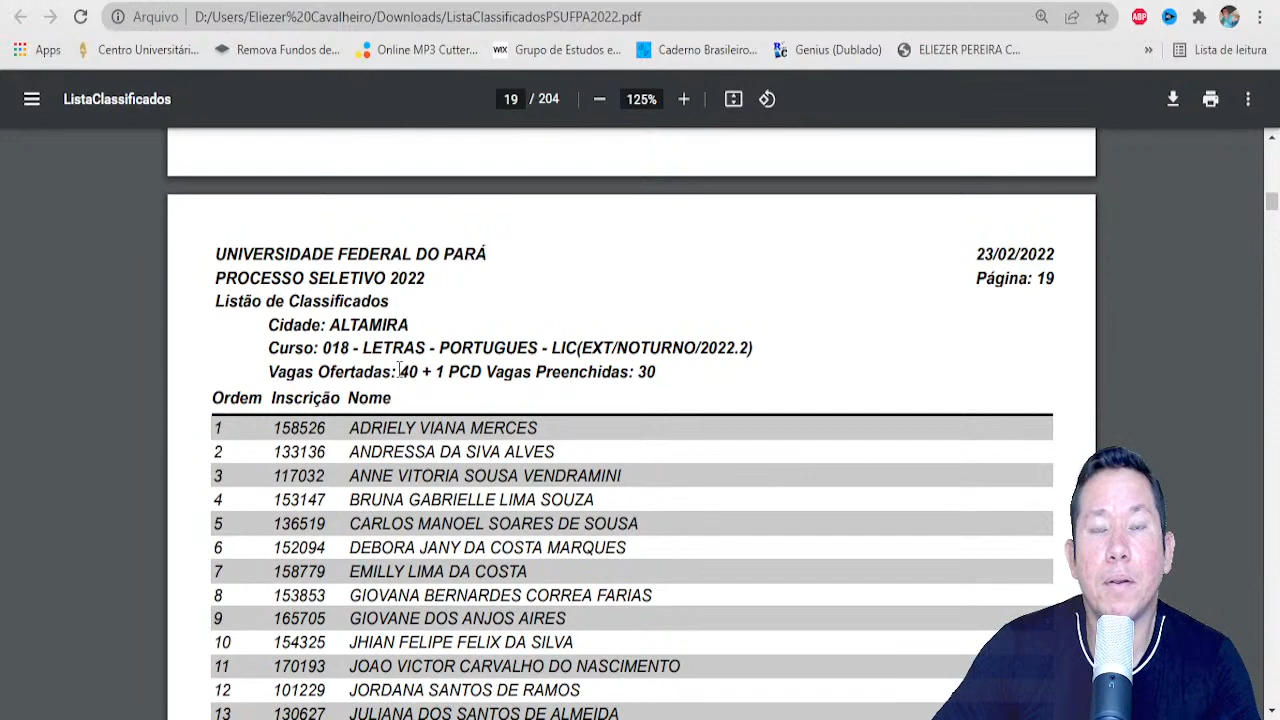 Arquivo D:/Users/Eliezer%20Cavalheiro/Downloads/ListaClassificadosPSUFPA2022.pdf
ABP
Apps Centro Universitári... Remova Fundos de... Online MP3 Cutter... WIX Grupo de Estudos e... Caderno Brasileiro... Genius (Dublado) ELIEZER PEREIRA C... » Lista de leitura
ListaClassificados 19 / 204 125%
UNIVERSIDADE FEDERAL DO PARÁ 23/02/2022
PROCESSO SELETIVO 2022 Página: 19
Listão de Classificados
Cidade: ALTAMIRA
Curso: 018 - LETRAS - PORTUGUES - LIC(EXT/NOTURNO/2022.2)
Vagas Ofertadas: 40 + 1 PCD Vagas Preenchidas: 30
Ordem Inscrição Nome
1 158526 ADRIELY VIANA MERCES
2 133136 ANDRESSA DA SIVA ALVES
3 117032 ANNE VITORIA SOUSA VENDRAMINI
4 153147 BRUNA GABRIELLE LIMA SOUZA
5 136519 CARLOS MANOEL SOARES DE SOUSA
6 152094 DEBORA JANY DA COSTA MARQUES
7 158779 EMILLY LIMA DA COSTA
8 153853 GIOVANA BERNARDES CORREA FARIAS
9 165705 GIOVANE DOS ANJOS AIRES
10 154325 JHIAN FELIPE FELIX DA SILVA
11 170193 JOAO VICTOR CARVALHO DO NASCIMENTO
12 101229 JORDANA SANTOS DE RAMOS
13 130627 JULIANA DOS SANTOS DE ALMEIDA